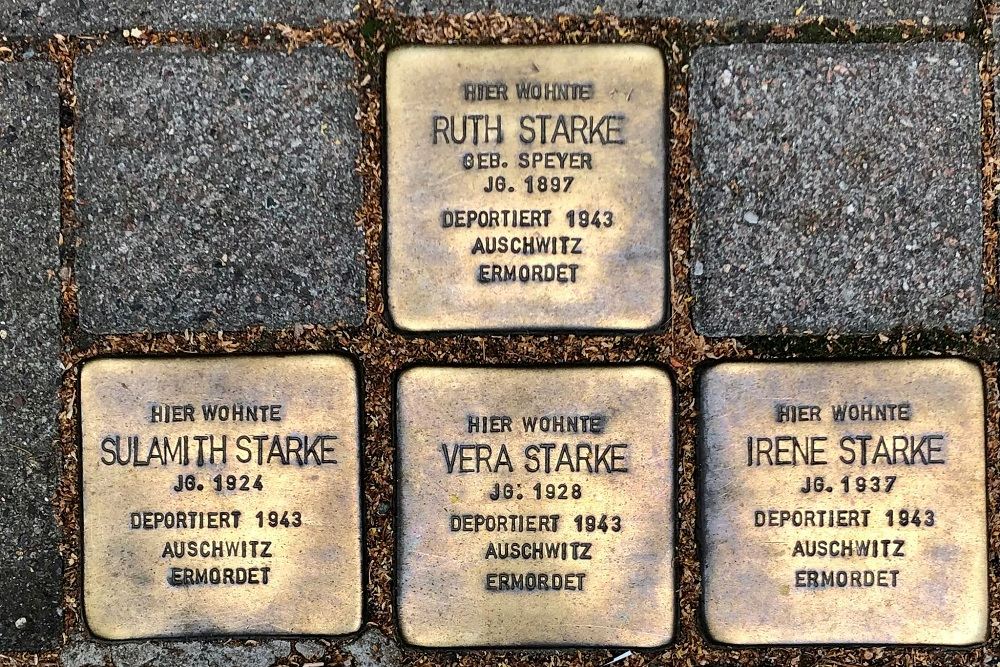 HIER WOHNTE
RUTH STARKE
GEB. SPEYER
JG. 1897
DEPORTIERT 1943
AUSCHWITZ
ERMORDET
HIER WOHNTE
SULAMITH STARKE
JG. 1924
DEPORTIERT 1943
AUSCHWITZ
ERMORDET
HIER WOHNTE
VERA STARKE
JG. 1928
DEPORTIERT 1943
AUSCHWITZ
ERMORDET
HIER WOHNTE
IRENE STARKE
JG. 1937
DEPORTIERT 1943
AUSCHWITZ
ERMORDET